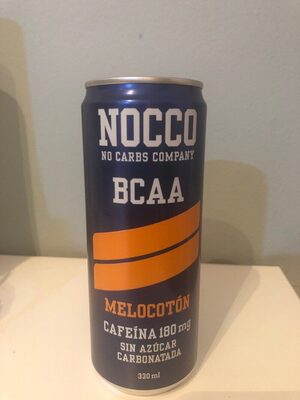 NOCCO
NO CARBS COMPANY
BCAA
MELOCOTÓN
CAFEÍNA 180 mg
SIN AZÚCAR
CARBONATADA
330 ml